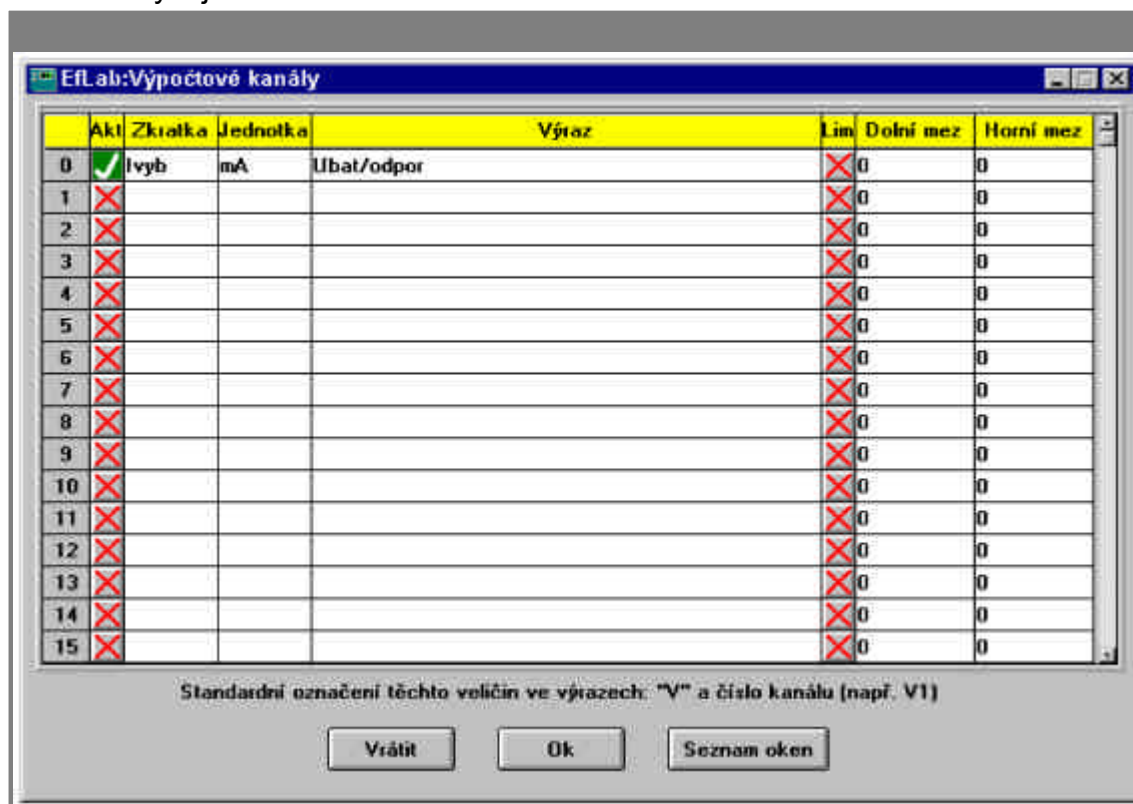 EfLab:Výpočtové kanály
Akt Zkratka Jednotka Výraz Lim Dolní mez Horní mez
0 Ivyb mA Ubat/odpor 0 0
1 0 0
2 0 0
3 0 0
4 0 0
5 0 0
6 0 0
7 0 0
8 0 0
9 0 0
10 0 0
11 0 0
12 0 0
13 0 0
14 0 0
15 0 0
Standardní označení těchto veličin ve výrazech: "V" a číslo kanálu (např. V1)
Vrátit Ok Seznam oken